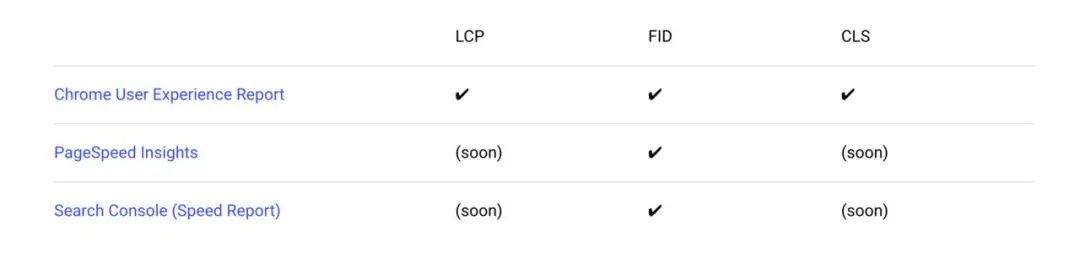 LCP FID CLS
Chrome User Experience Report ✔ ✔ ✔
PageSpeed Insights (soon) ✔ (soon)
Search Console (Speed Report) (soon) ✔ (soon)